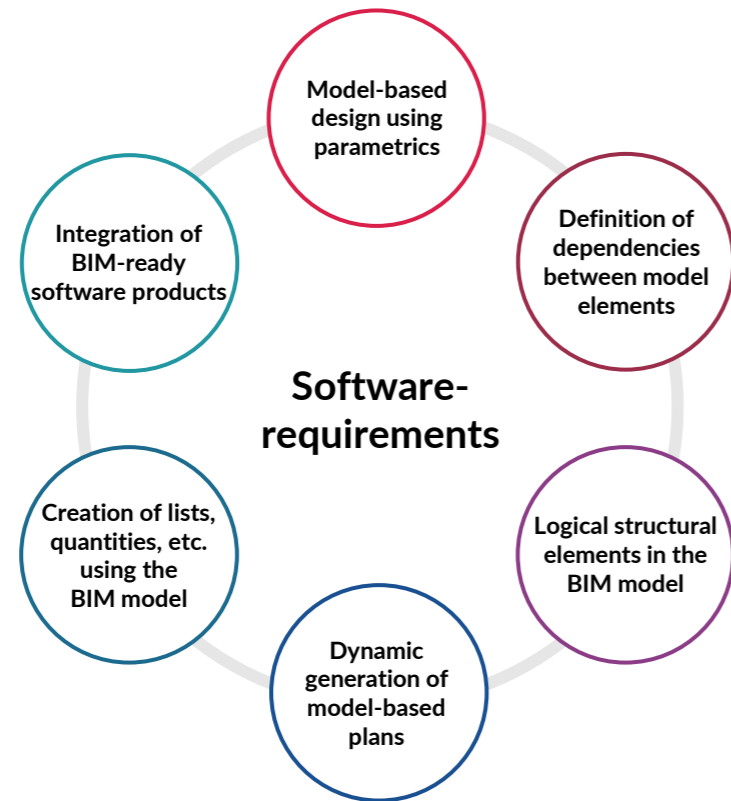 Model-based
design using
parametrics
Definition of
dependencies
between model
elements
Logical structural
elements in the
BIM model
Dynamic
generation of
model-based
plans
Creation of lists,
quantities, etc.
using the
BIM model
Integration of
BIM-ready
software products
Software-
requirements